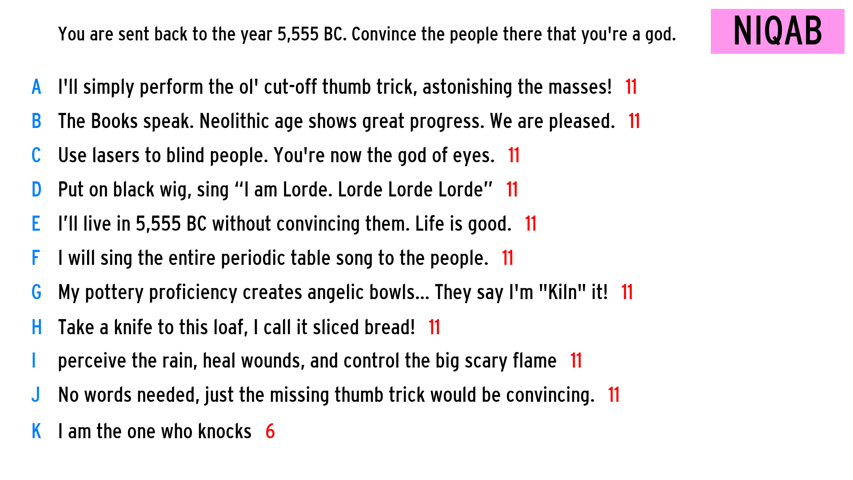 You are sent back to the year 5,555 BC. Convince the people there that you're a god. NIQAB
A I'll simply perform the ol' cut-off thumb trick, astonishing the masses! 11
B The Books speak. Neolithic age shows great progress. We are pleased. 11
C Use lasers to blind people. You're now the god of eyes. 11
D Put on black wig, sing “I am Lorde. Lorde Lorde Lorde” 11
E I’ll live in 5,555 BC without convincing them. Life is good. 11
F I will sing the entire periodic table song to the people. 11
G My pottery proficiency creates angelic bowls... They say I'm "Kiln" it! 11
H Take a knife to this loaf, I call it sliced bread! 11
I perceive the rain, heal wounds, and control the big scary flame 11
J No words needed, just the missing thumb trick would be convincing. 11
K I am the one who knocks 6